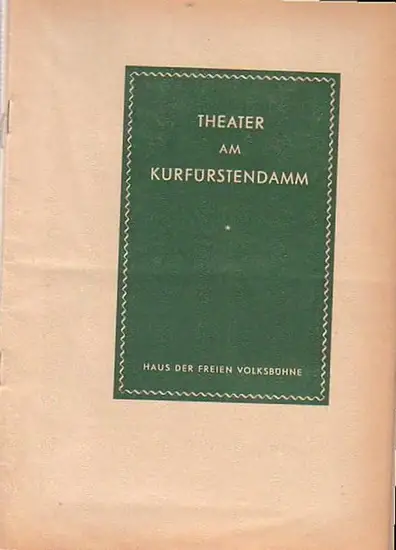 THEATER
AM
KURFÜRSTENDAMM
*
HAUS DER FREIEN VOLKSBÜHNE